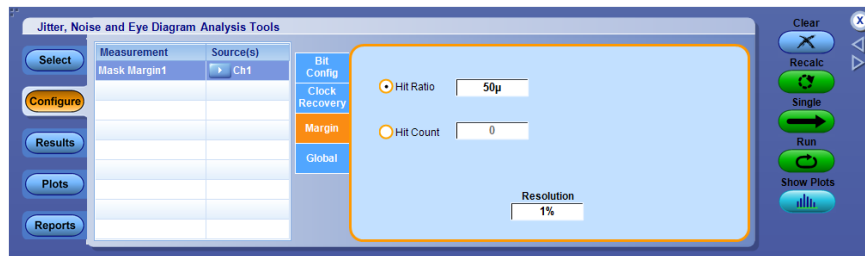 Jitter, Noise and Eye Diagram Analysis Tools
Clear
X
Select
Measurement Source(s)
Mask Margin1 Ch1
Bit
Config
Clock
Recovery
Margin
Global
Hit Ratio 50µ
Hit Count 0
Resolution
1%
Configure
Results
Plots
Reports
Recalc
Single
Run
Show Plots